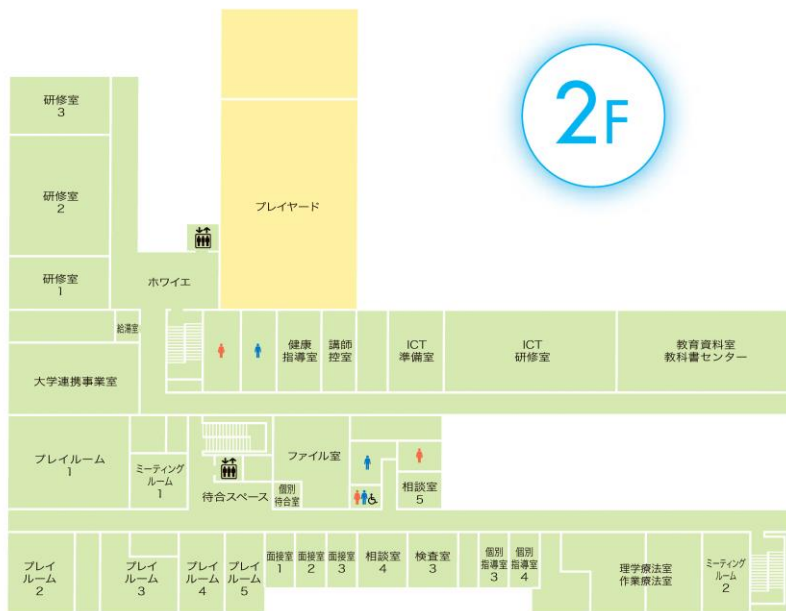 2F
研修室
3
研修室
2
プレイヤード
研修室
1
ホワイエ
給湯室
健康
指導室
講師
控室
ICT
準備室
ICT
研修室
教育資料室
教科書センター
大学連携事業室
プレイルーム
1
ミーティング
ルーム
1
待合スペース
ファイル室
個別
待合室
相談室
5
プレイ
ルーム
2
プレイ
ルーム
3
プレイ
ルーム
4
プレイ
ルーム
5
面接室
1
面接室
2
面接室
3
相談室
4
検査室
3
個別
指導室
3
個別
指導室
4
理学療法室
作業療法室
ミーティング
ルーム
2